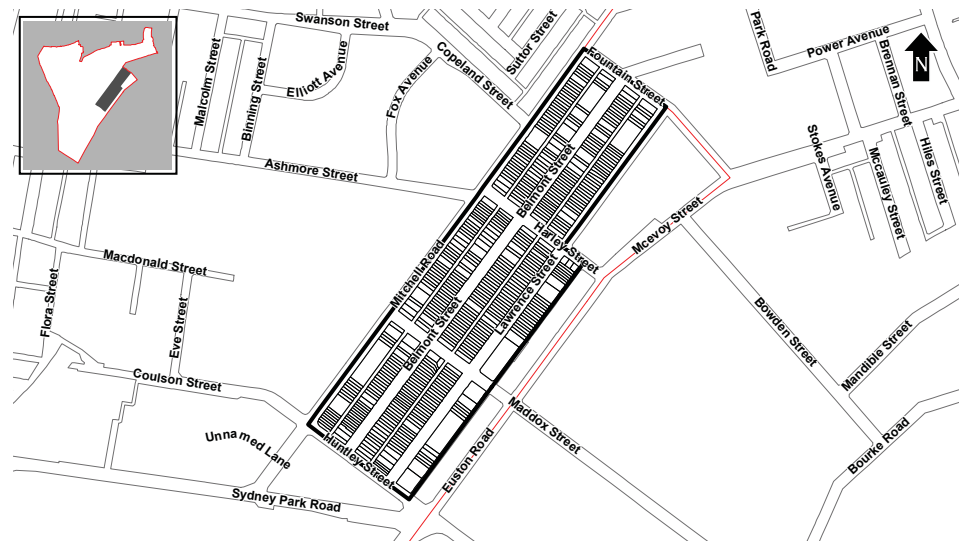 Swanson Street
Suttor Street
Park Road
Power Avenue
Brennan Street
N
Malcolm Street
Binning Street
Elliott Avenue
Fox Avenue
Copeland Street
Fountain Street
Stokes Avenue
Mccauley Street
Hiles Street
Ashmore Street
Belmont Street
Harley Street
Mcevoy Street
Macdonald Street
Mitchell Road
Lawrence Street
Belmont Street
Flora Street
Eve Street
Bowden Street
Mandible Street
Coulson Street
Maddox Street
Unnamed Lane
Huntley Street
Euston Road
Bourke Road
Sydney Park Road